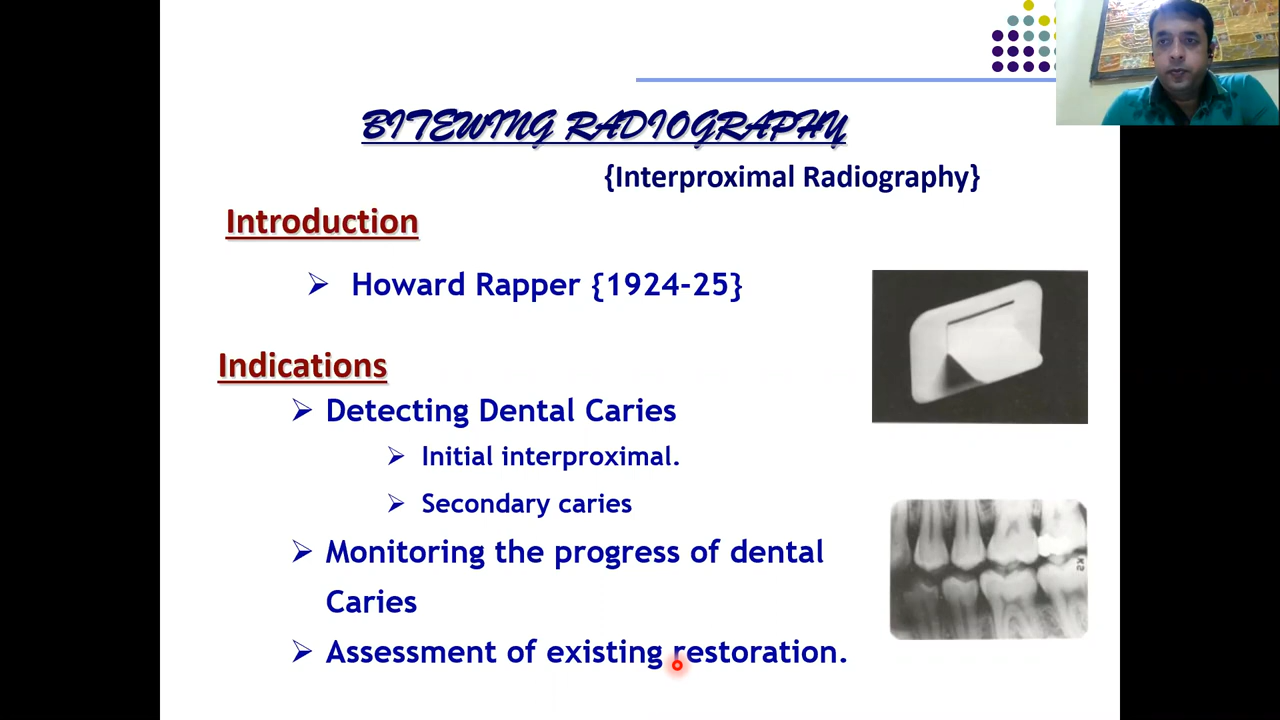 BITEWING RADIOGRAPHY
{Interproximal Radiography}
Introduction
➢ Howard Rapper {1924-25}
Indications
➢ Detecting Dental Caries
➢ Initial interproximal.
➢ Secondary caries
➢ Monitoring the progress of dental
Caries
➢ Assessment of existing restoration.